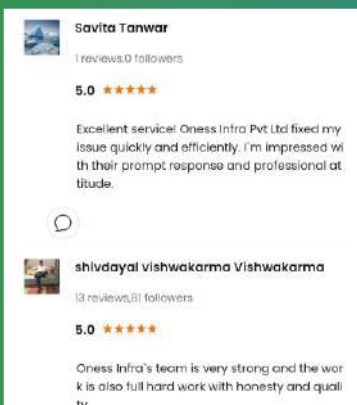 Savita Tanwar
1 reviews,0 followers
5.0 ★★★★★
Excellent service! Oness Infra Pvt Ltd fixed my
issue quickly and efficiently. I'm impressed wi
th their prompt response and professional at
titude.
shivdayal vishwakarma Vishwakarma
13 reviews,81 followers
5.0 ★★★★★
Oness Infra's team is very strong and the wor
k is also full hard work with honesty and quali
ty